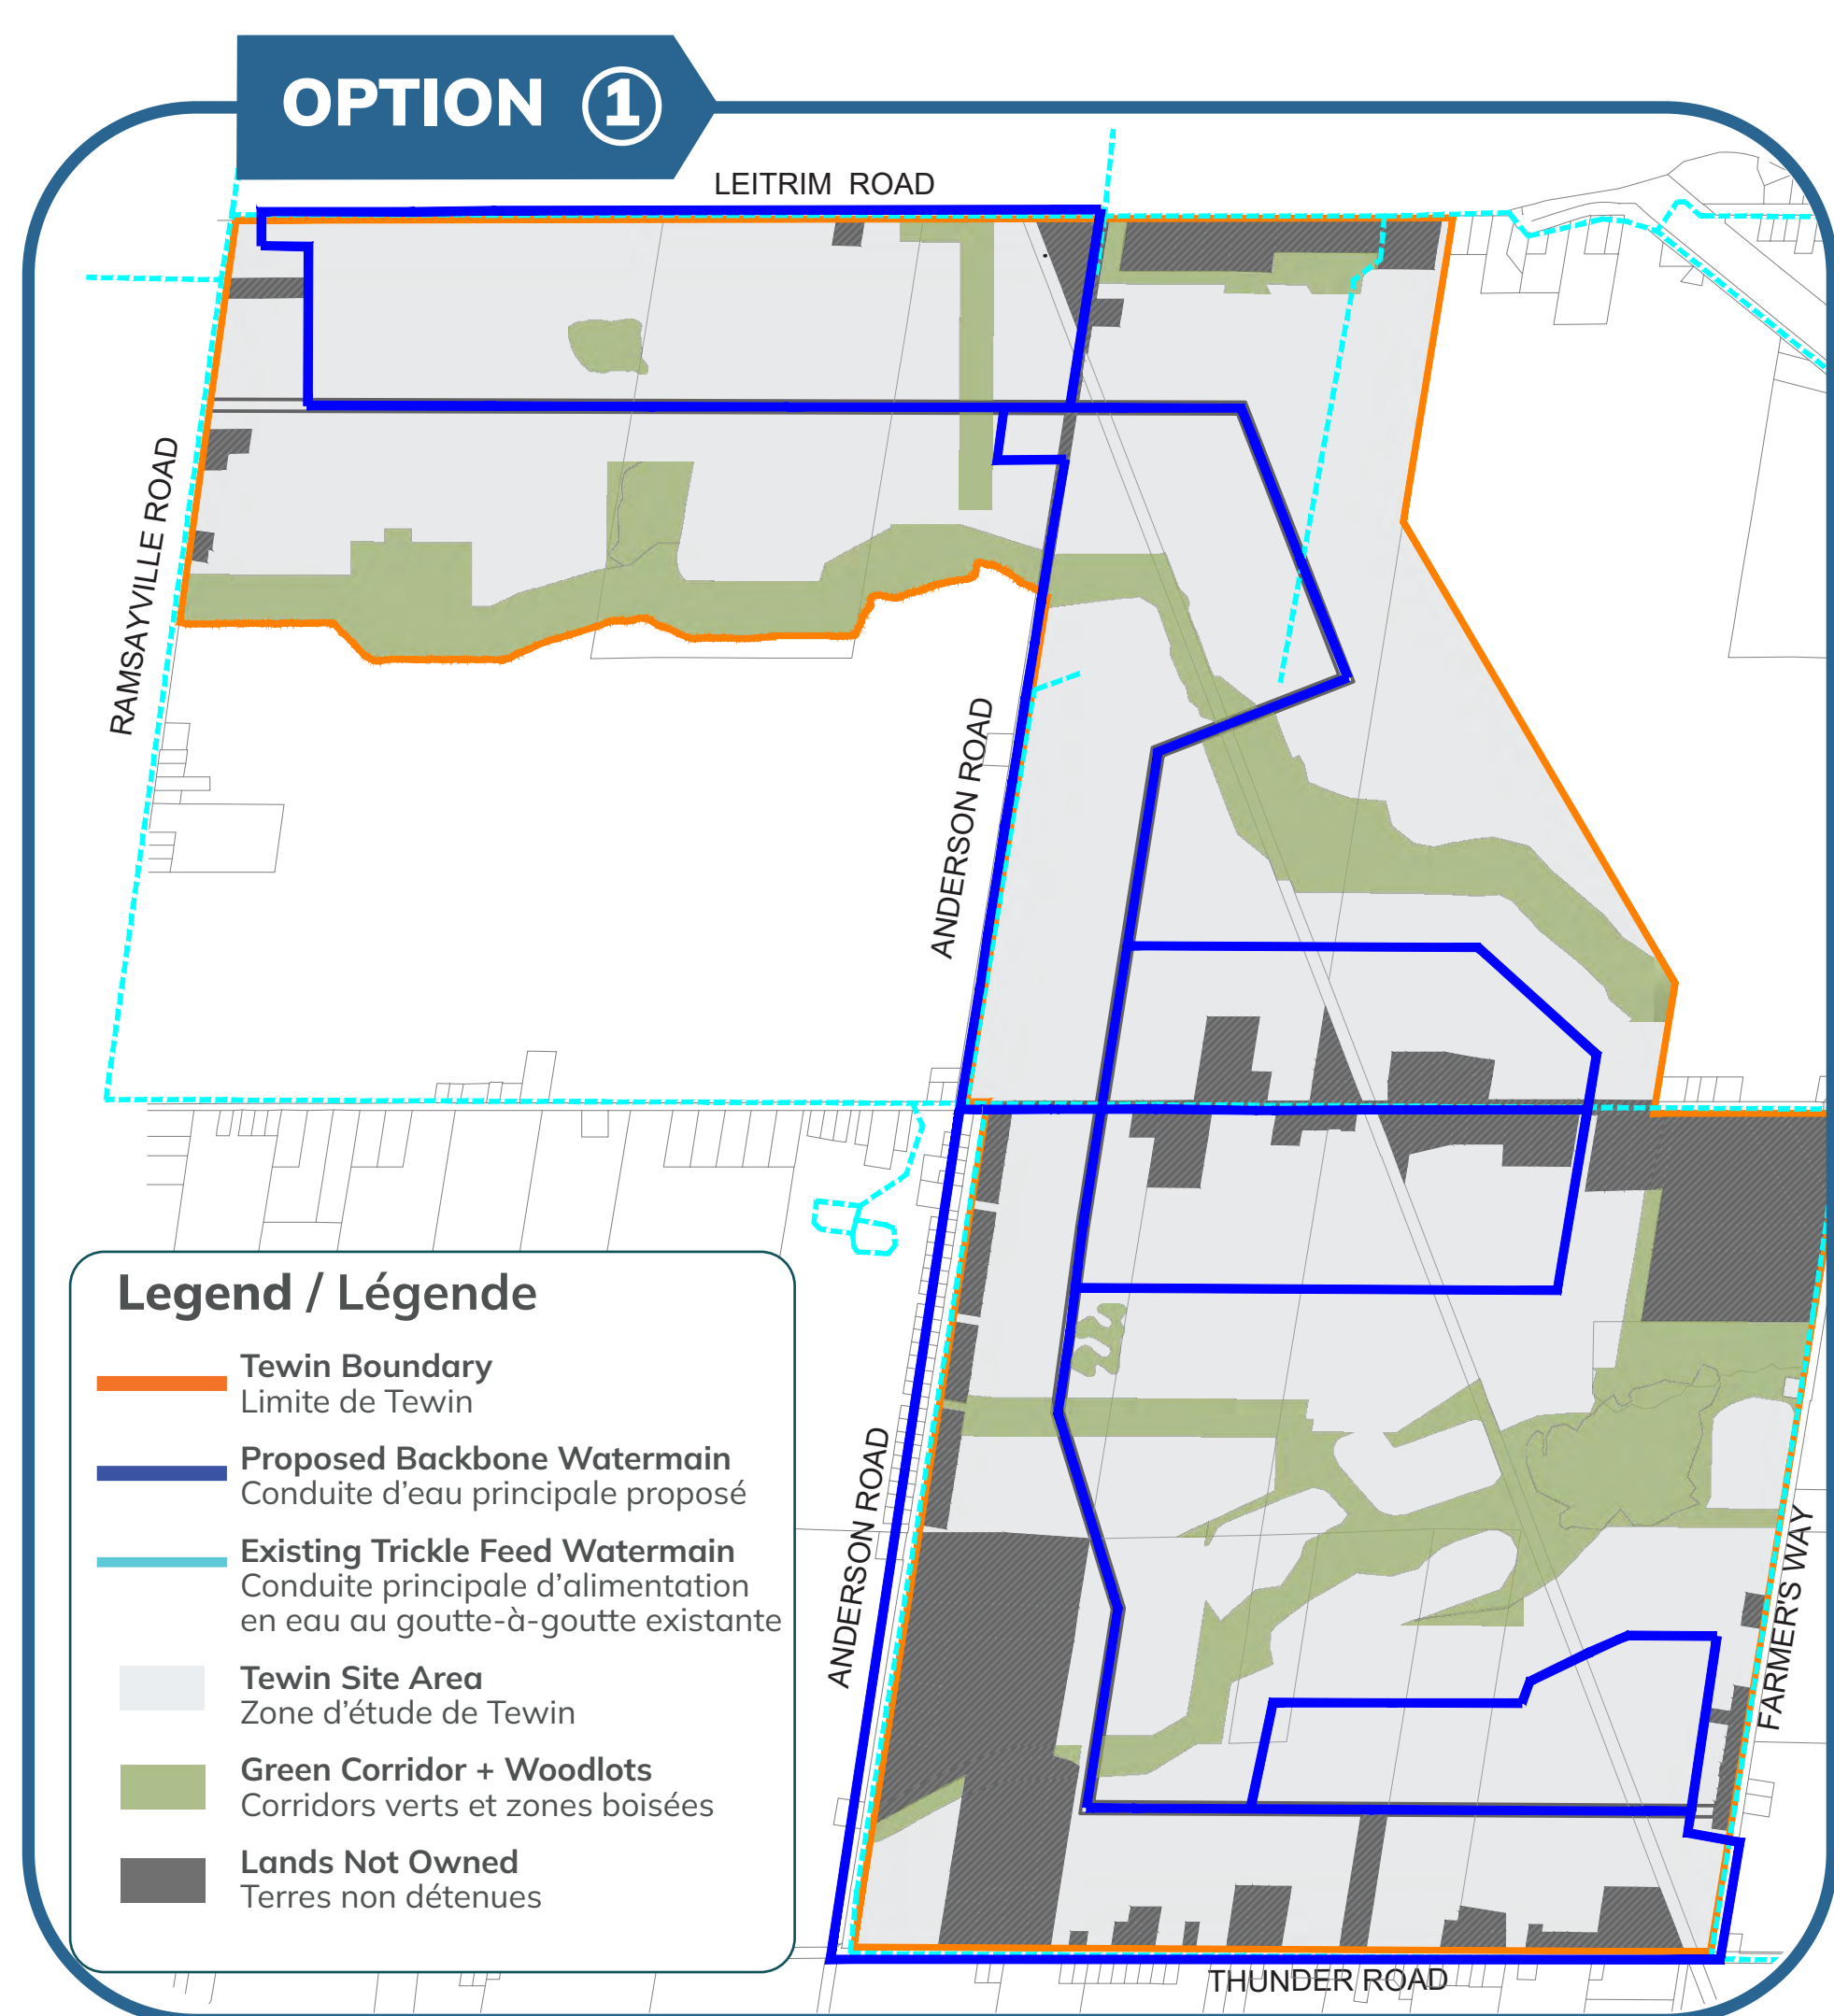 OPTION ①
LEITRIM ROAD
RAMSAYVILLE ROAD
ANDERSON ROAD
ANDERSON ROAD
FARMER'S WAY
THUNDER ROAD
Legend / Légende
Tewin Boundary
Limite de Tewin
Proposed Backbone Watermain
Conduite d'eau principale proposé
Existing Trickle Feed Watermain
Conduite principale d'alimentation
en eau au goutte-à-goutte existante
Tewin Site Area
Zone d'étude de Tewin
Green Corridor + Woodlots
Corridors verts et zones boisées
Lands Not Owned
Terres non détenues